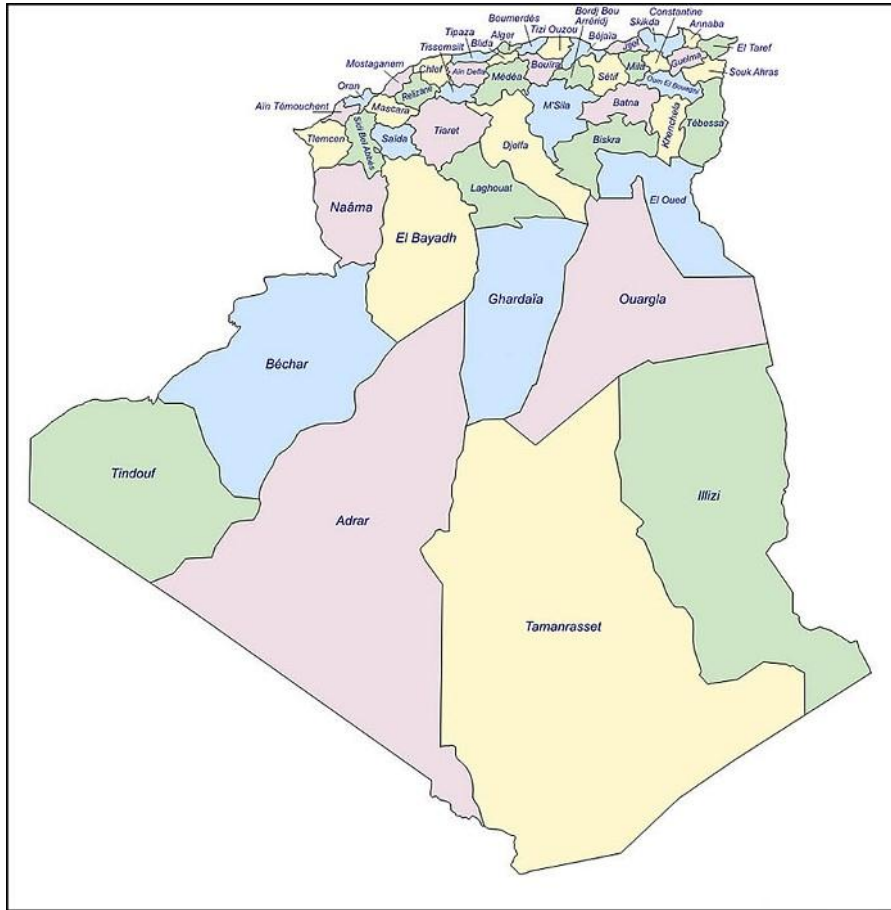 Boumerdès
Tizi Ouzou
Bordj Bou
Arréridj
Béjaïa
Skikda
Constantine
Annaba
Tipaza
Alger
Blida
Jijel
El Taref
Tissemsilt
Mostaganem
Chlef
Aïn Defla
Médéa
Bouira
Sétif
Mila
Guelma
Souk Ahras
Oran
Relizane
Oum El Bouaghi
Aïn Témouchent
Mascara
M'Sila
Batna
Khenchela
Tébessa
Tlemcen
Sidi Bel Abbès
Saïda
Tiaret
Djelfa
Biskra
Laghouat
El Oued
Naâma
El Bayadh
Ghardaïa
Ouargla
Béchar
Tindouf
Adrar
Illizi
Tamanrasset